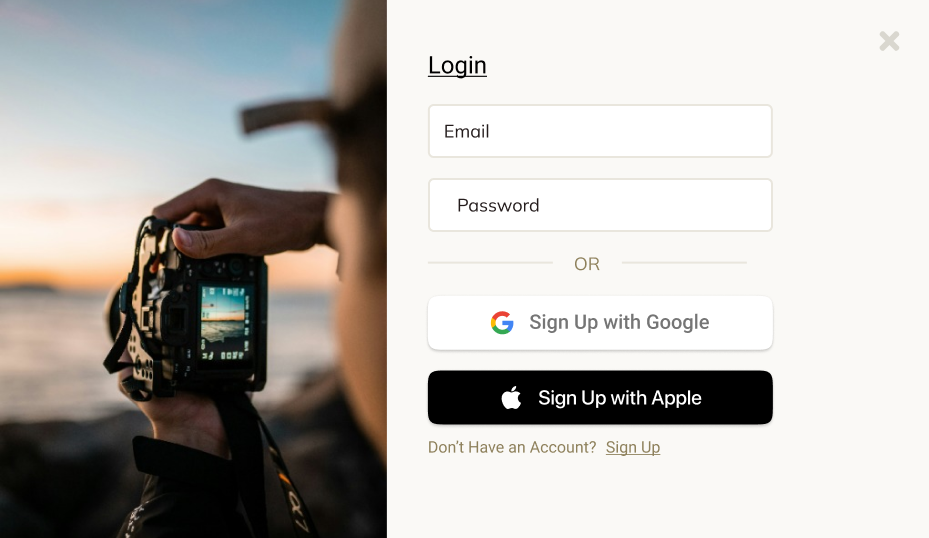 Login
Email
Password
OR
Sign Up with Google
Sign Up with Apple
Don’t Have an Account? Sign Up